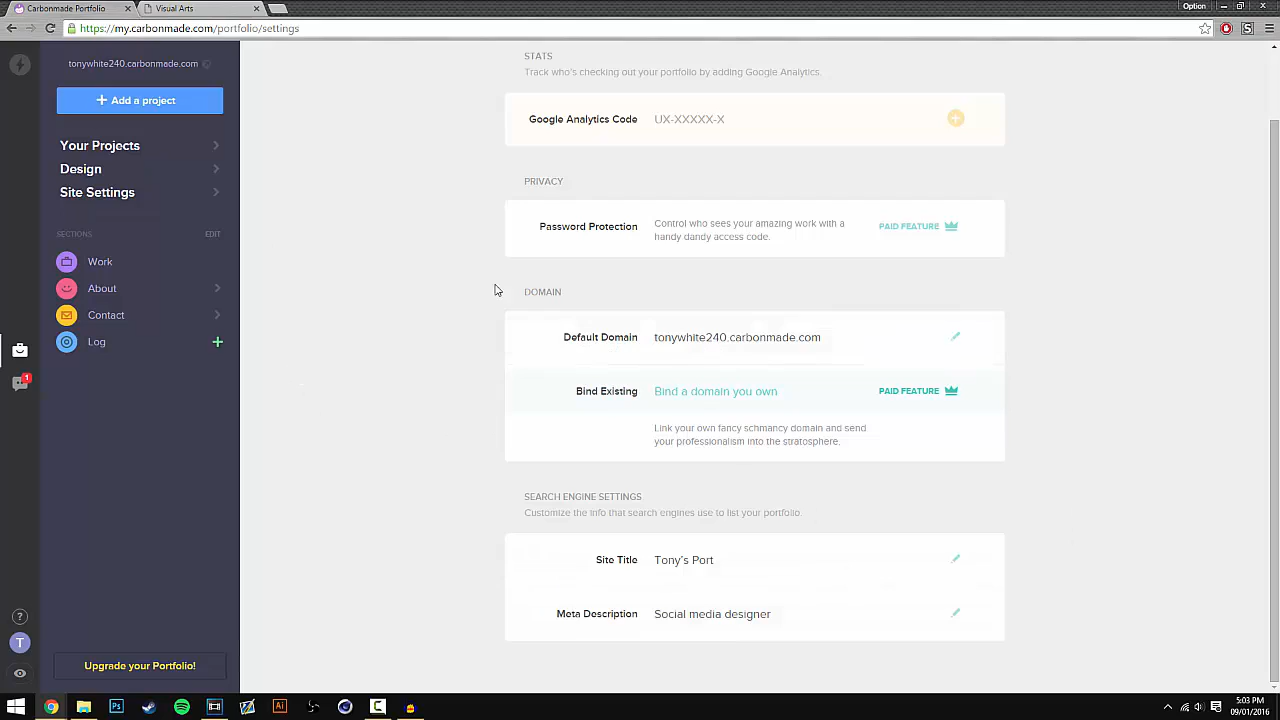 Carbonmade Portfolio
Visual Arts
Option
https://my.carbonmade.com/portfolio/settings
tonywhite240.carbonmade.com
+ Add a project
Your Projects
Design
Site Settings
SECTIONS EDIT
Work
About
Contact
Log
Upgrade your Portfolio!
STATS
Track who's checking out your portfolio by adding Google Analytics.
Google Analytics Code UX-XXXXX-X
PRIVACY
Password Protection Control who sees your amazing work with a
handy dandy access code.
PAID FEATURE
DOMAIN
Default Domain tonywhite240.carbonmade.com
Bind Existing Bind a domain you own PAID FEATURE
Link your own fancy schmancy domain and send
your professionalism into the stratosphere.
SEARCH ENGINE SETTINGS
Customize the info that search engines use to list your portfolio.
Site Title Tony's Port
Meta Description Social media designer
1
?
T
Ps
Ai
5:03 PM
09/01/2016